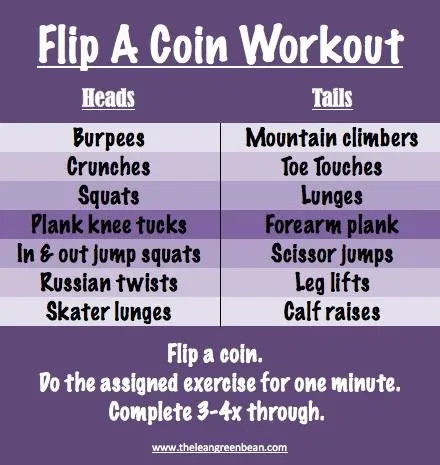 Flip A Coin Workout
Heads Tails
Burpees Mountain climbers
Crunches Toe Touches
Squats Lunges
Plank knee tucks Forearm plank
In & out jump squats Scissor jumps
Russian twists Leg lifts
Skater lunges Calf raises
Flip a coin.
Do the assigned exercise for one minute.
Complete 3-4x through.
www.theleangreenbean.com